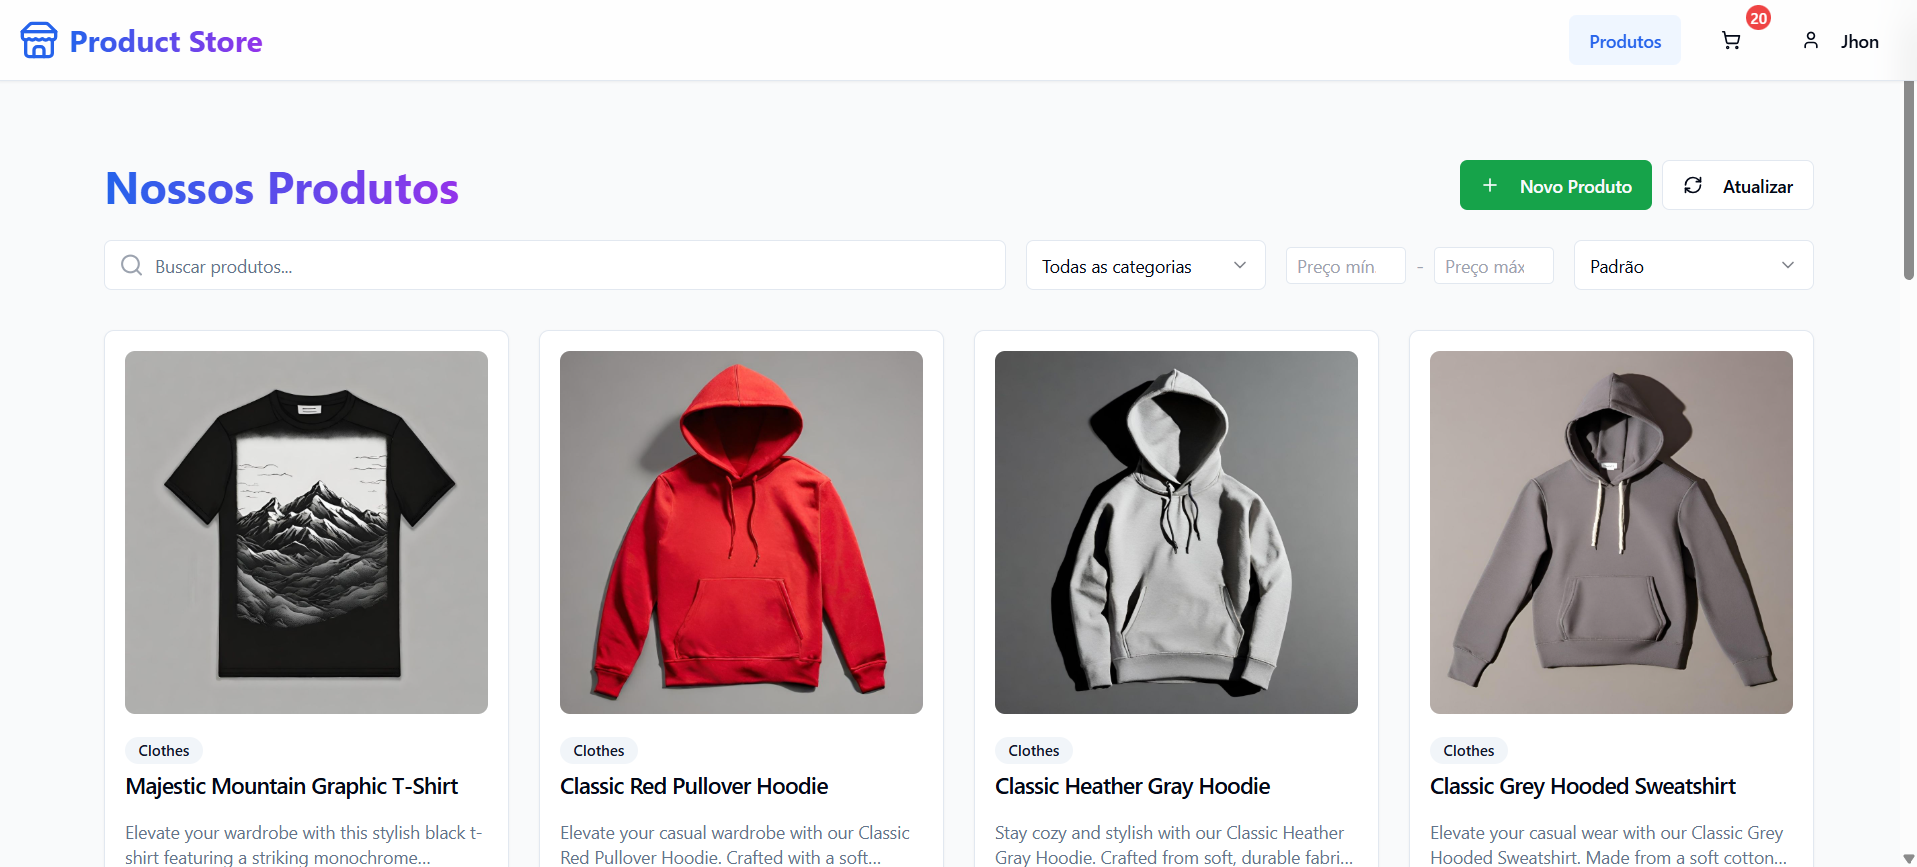 Product Store
Produtos
20
Jhon
Nossos Produtos
Novo Produto
Atualizar
Buscar produtos...
Todas as categorias
Preço mín
-
Preço máx
Padrão
Clothes
Majestic Mountain Graphic T-Shirt
Elevate your wardrobe with this stylish black t-
shirt featuring a striking monochrome...
Clothes
Classic Red Pullover Hoodie
Elevate your casual wardrobe with our Classic
Red Pullover Hoodie. Crafted with a soft...
Clothes
Classic Heather Gray Hoodie
Stay cozy and stylish with our Classic Heather
Gray Hoodie. Crafted from soft, durable fabri...
Clothes
Classic Grey Hooded Sweatshirt
Elevate your casual wear with our Classic Grey
Hooded Sweatshirt. Made from a soft cotton...